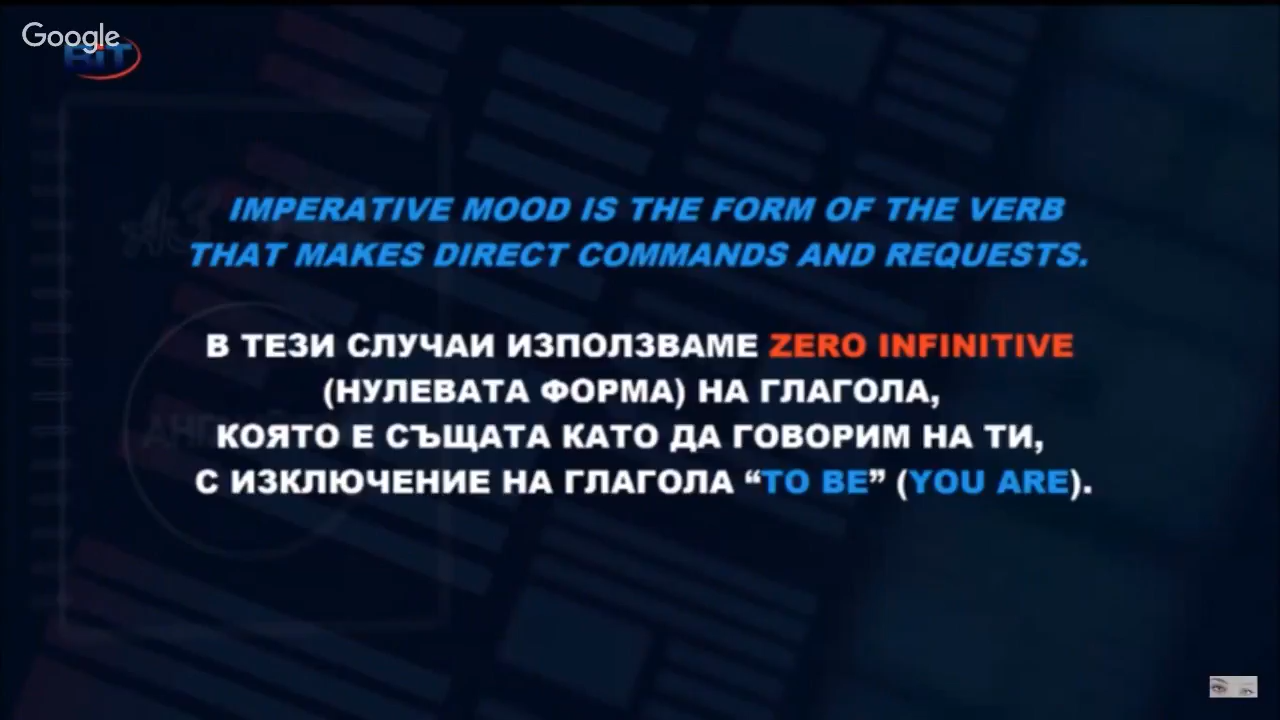 Google
BiT
IMPERATIVE MOOD IS THE FORM OF THE VERB
THAT MAKES DIRECT COMMANDS AND REQUESTS.
В ТЕЗИ СЛУЧАИ ИЗПОЛЗВАМЕ ZERO INFINITIVE
(НУЛЕВАТА ФОРМА) НА ГЛАГОЛА,
КОЯТО Е СЪЩАТА КАТО ДА ГОВОРИМ НА ТИ,
С ИЗКЛЮЧЕНИЕ НА ГЛАГОЛА “TO BE” (YOU ARE).